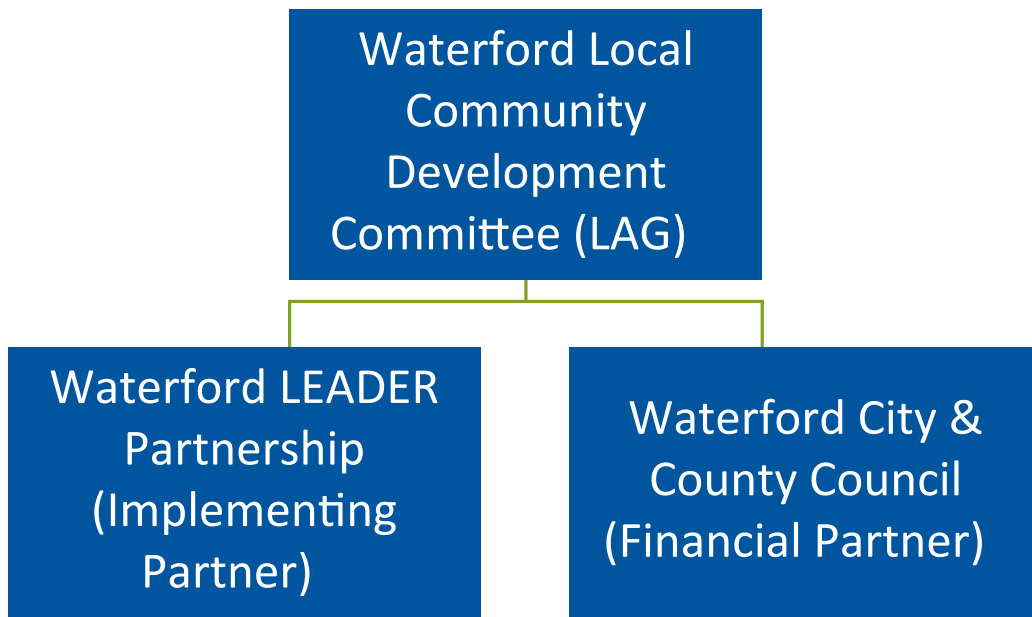 Waterford Local
Community
Development
Committee (LAG)
Waterford LEADER
Partnership
(Implementing
Partner)
Waterford City &
County Council
(Financial Partner)